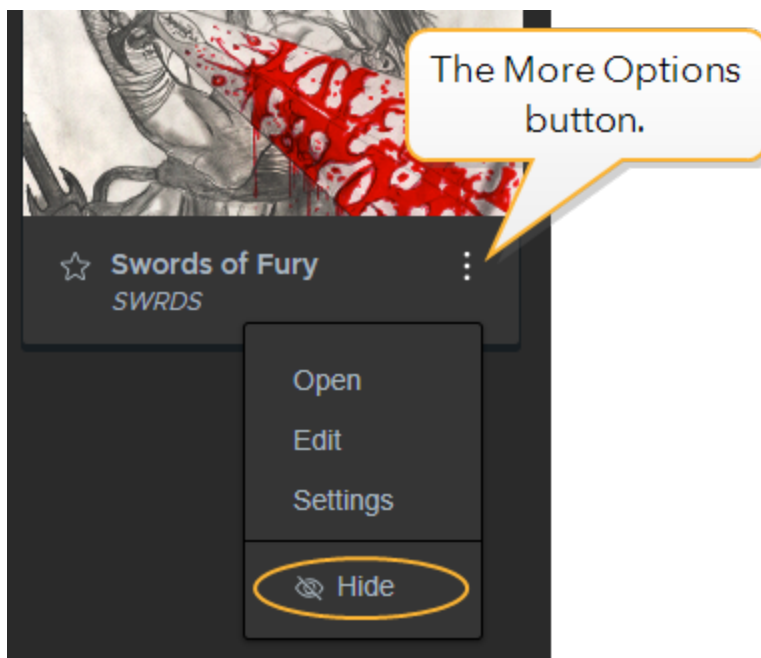 The More Options
button.
Swords of Fury
SWRDS
Open
Edit
Settings
Hide